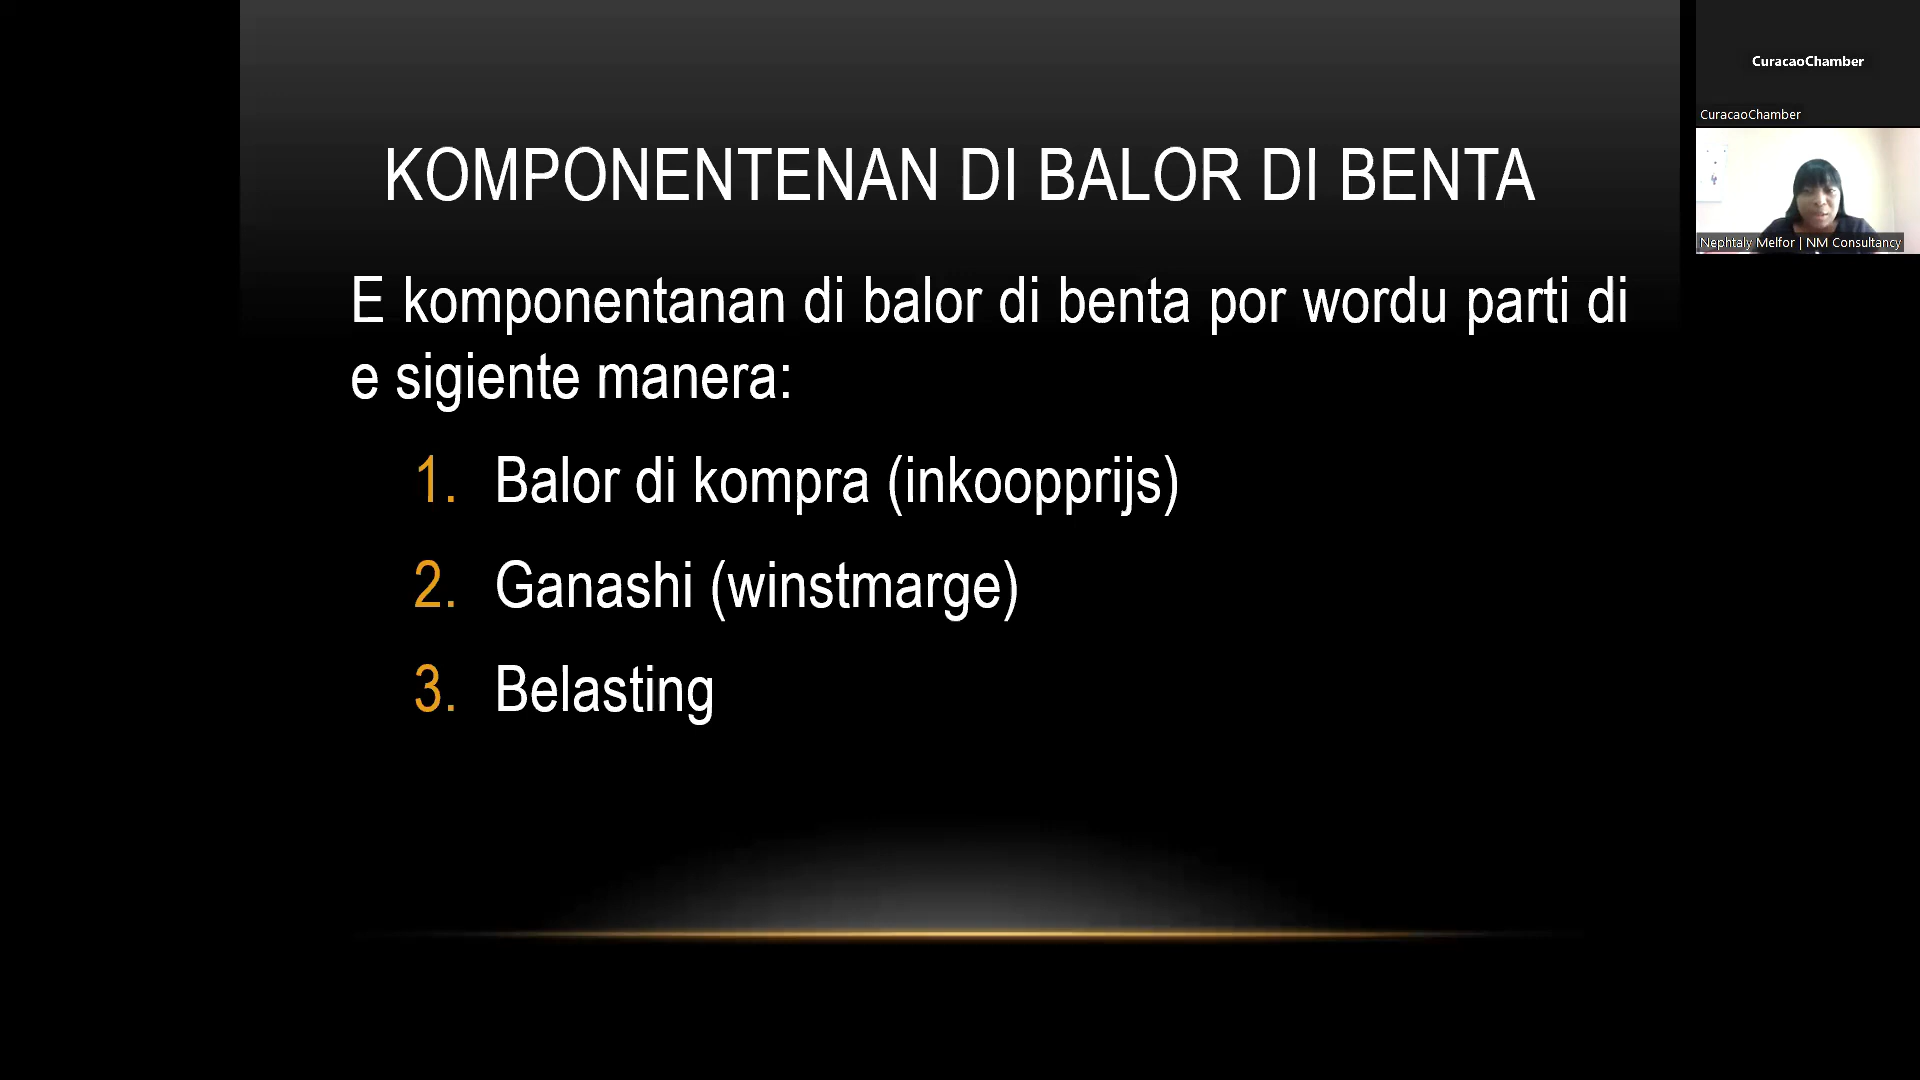 KOMPONENTENAN DI BALOR DI BENTA
E komponentanan di balor di benta por wordu parti di
e sigiente manera:
1. Balor di kompra (inkoopprijs)
2. Ganashi (winstmarge)
3. Belasting
CuracaoChamber
CuracaoChamber
Nephtaly Melfor | NM Consultancy